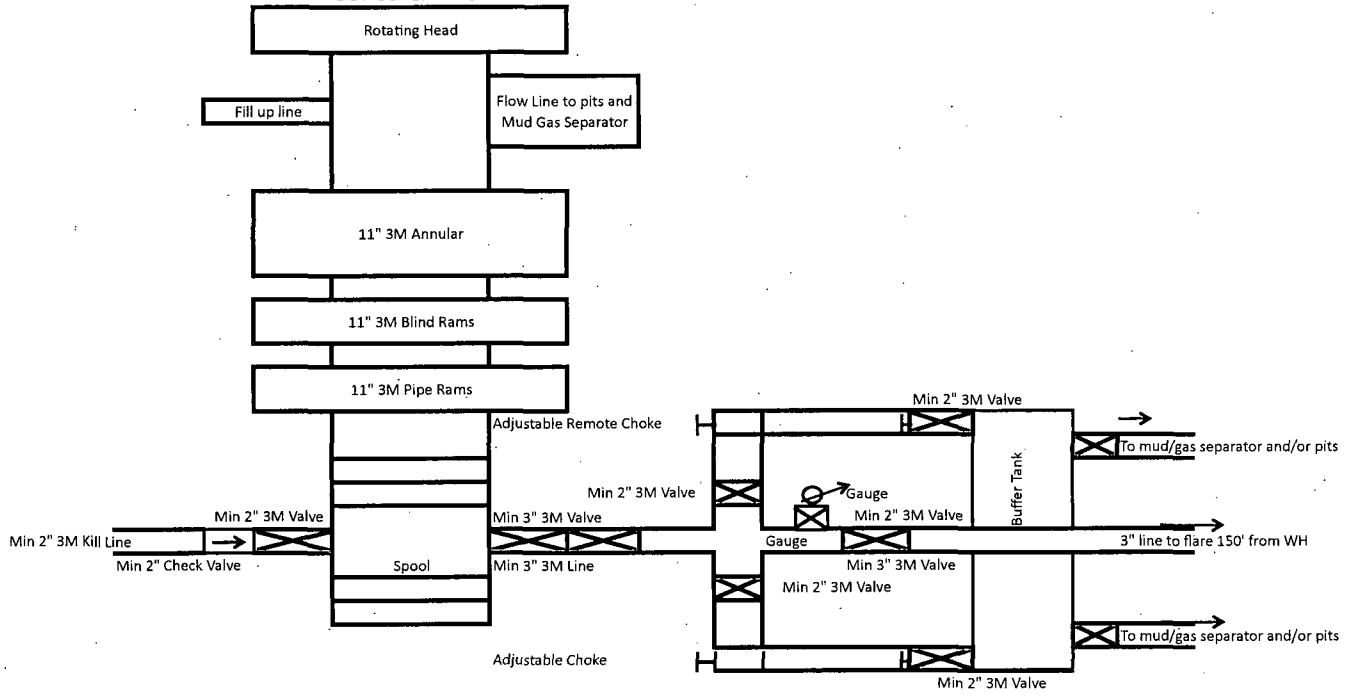 Rotating Head
Fill up line
Flow Line to pits and
Mud Gas Separator
11" 3M Annular
11" 3M Blind Rams
11" 3M Pipe Rams
Adjustable Remote Choke
Min 2" 3M Valve
To mud/gas separator and/or pits
Buffer Tank
Min 2" 3M Valve
Gauge
Min 2" 3M Valve
Min 3" 3M Valve
Min 2" 3M Valve
Min 2" 3M Kill Line
Gauge
3" line to flare 150' from WH
Min 2" Check Valve
Spool
Min 3" 3M Line
Min 3" 3M Valve
Min 2" 3M Valve
To mud/gas separator and/or pits
Adjustable Choke
Min 2" 3M Valve